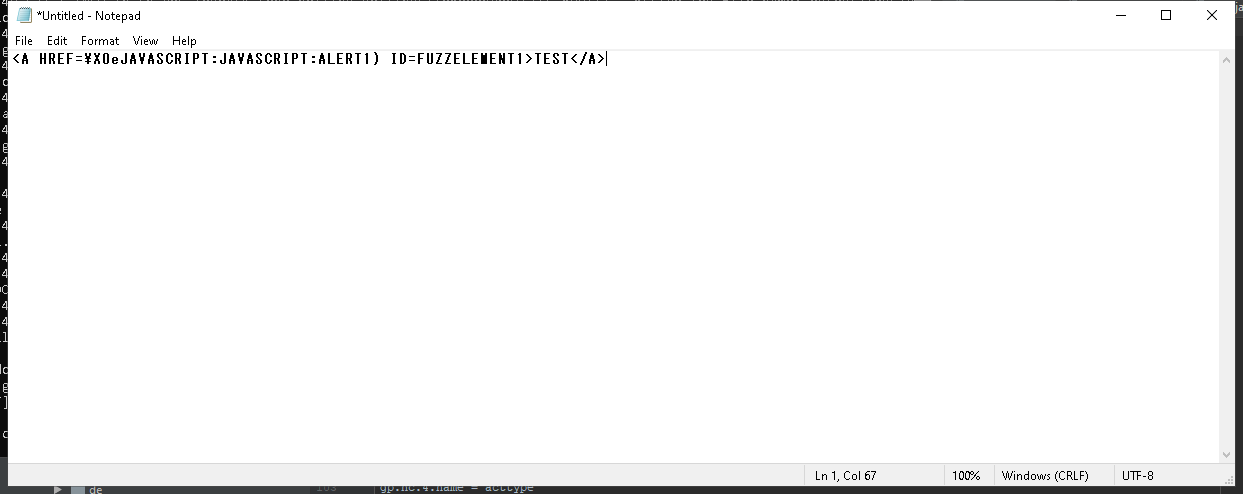 *Untitled - Notepad
File Edit Format View Help
<A HREF=¥X0eJAVASCRIPT:JAVASCRIPT:ALERT1) ID=FUZZELEMENT1>TEST</A>
Ln 1, Col 67 100% Windows (CRLF) UTF-8
de
gp.nc.4.name = acctype